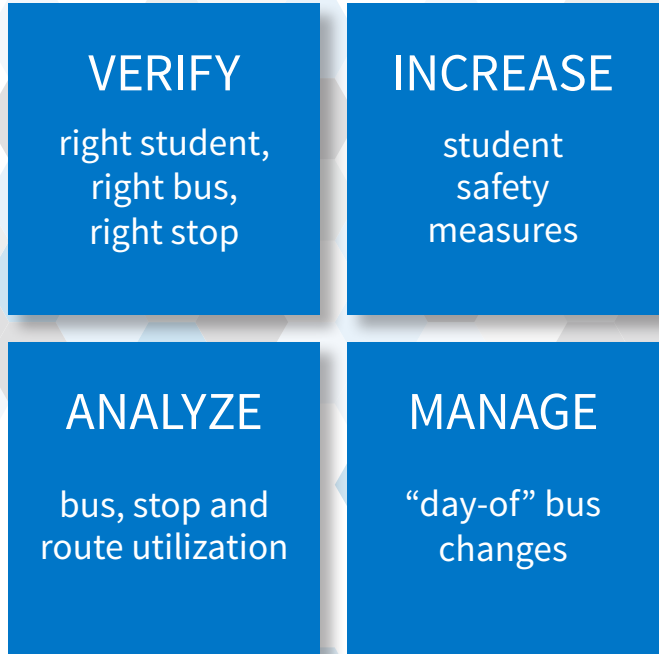 VERIFY
right student,
right bus,
right stop
INCREASE
student
safety
measures
ANALYZE
bus, stop and
route utilization
MANAGE
“day-of” bus
changes